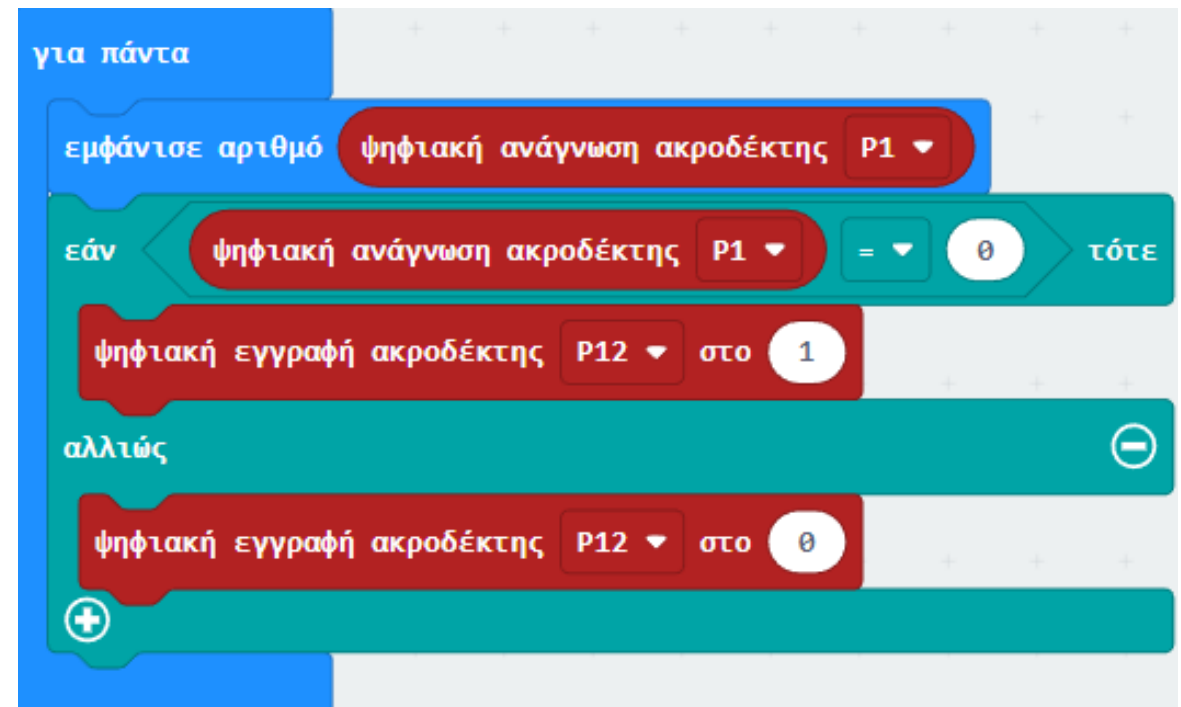 για πάντα
εμφάνισε αριθμό ψηφιακή ανάγνωση ακροδέκτης P1
εάν ψηφιακή ανάγνωση ακροδέκτης P1 = 0 τότε
ψηφιακή εγγραφή ακροδέκτης P12 στο 1
αλλιώς
ψηφιακή εγγραφή ακροδέκτης P12 στο 0